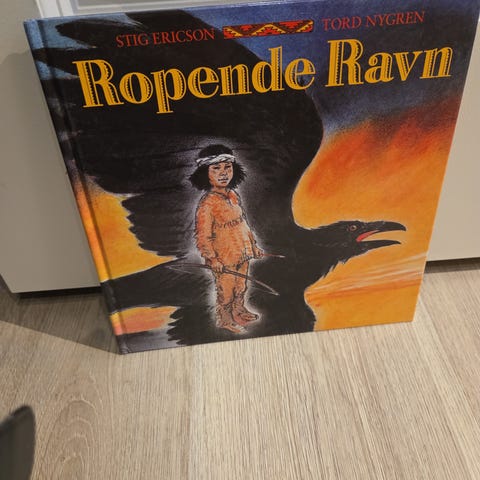 STIG ERICSON TORD NYGREN
Ropende Ravn